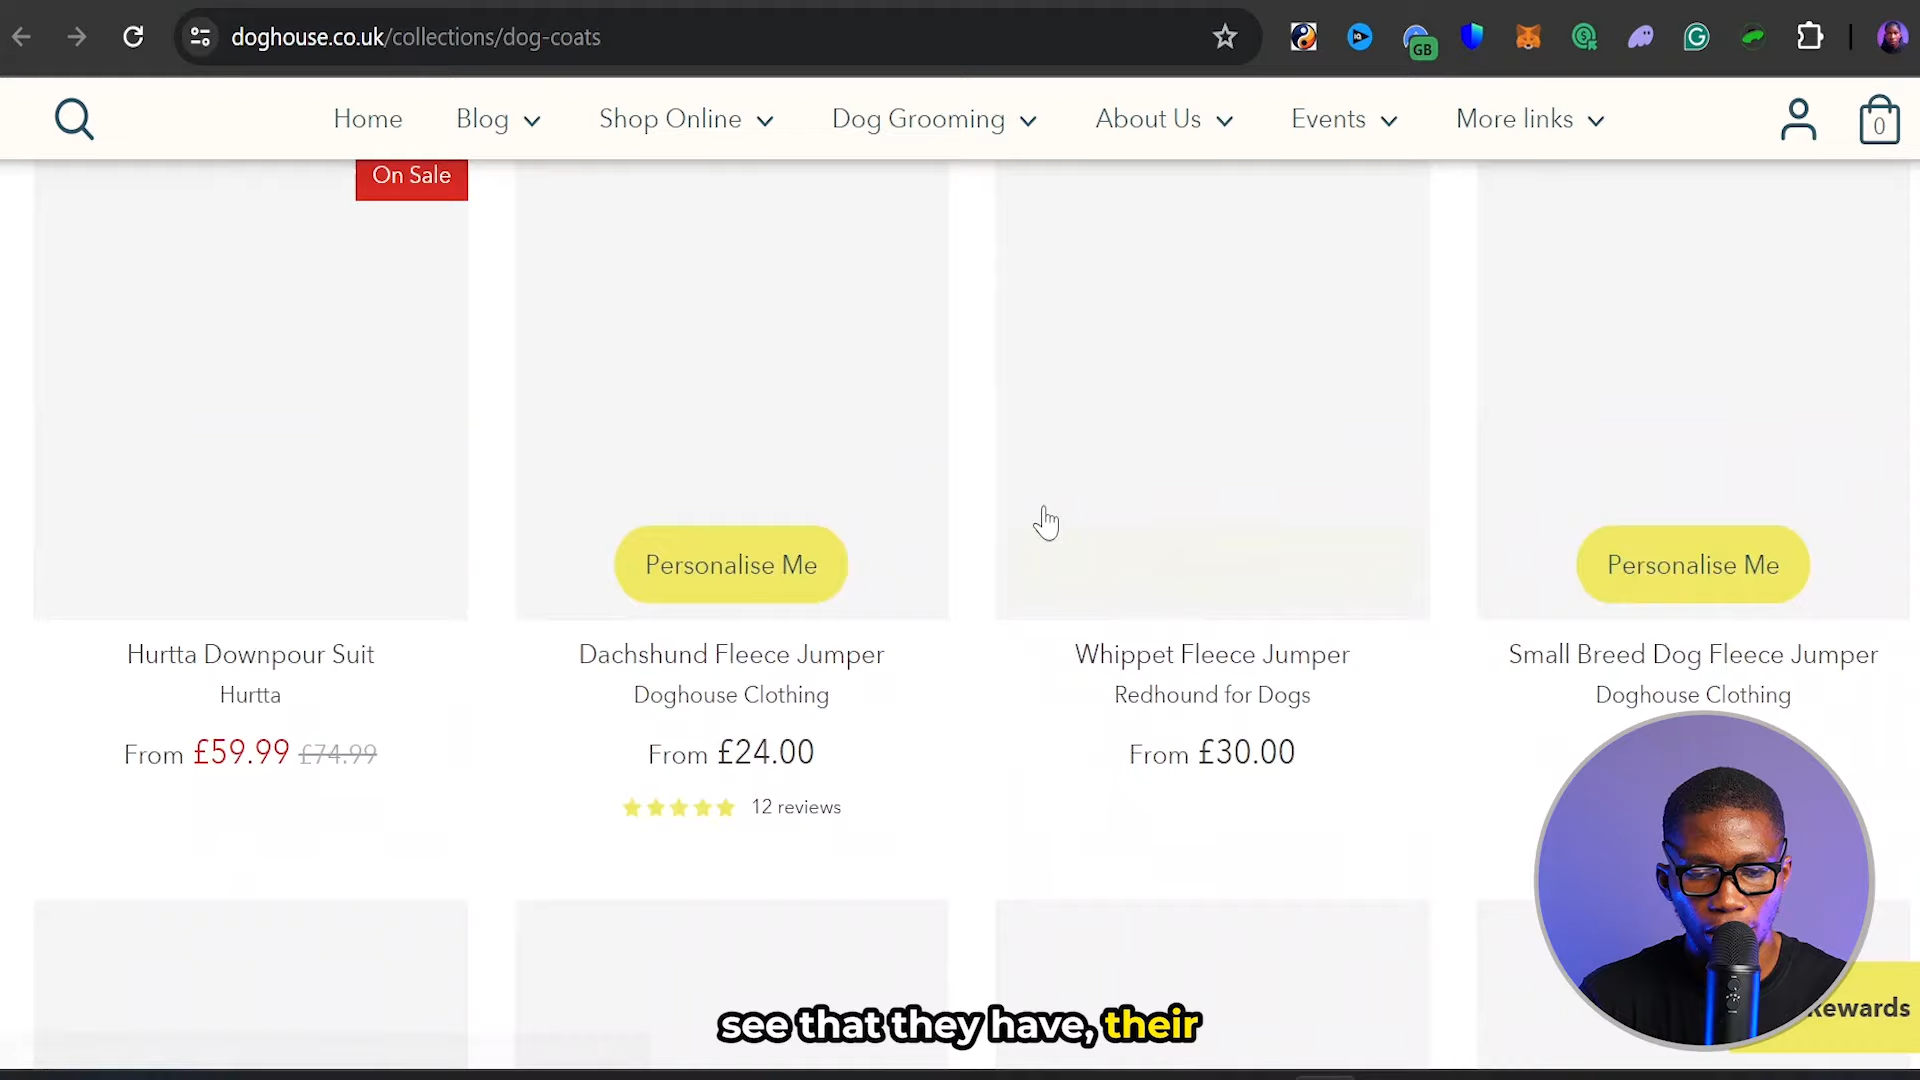 doghouse.co.uk/collections/dog-coats
GB
Home
Blog
Shop Online
Dog Grooming
About Us
Events
More links
0
On Sale
Personalise Me
Personalise Me
Hurtta Downpour Suit
Hurtta
From £59.99 £74.99
Dachshund Fleece Jumper
Doghouse Clothing
From £24.00
12 reviews
Whippet Fleece Jumper
Redhound for Dogs
From £30.00
Small Breed Dog Fleece Jumper
Doghouse Clothing
Rewards
see that they have, their